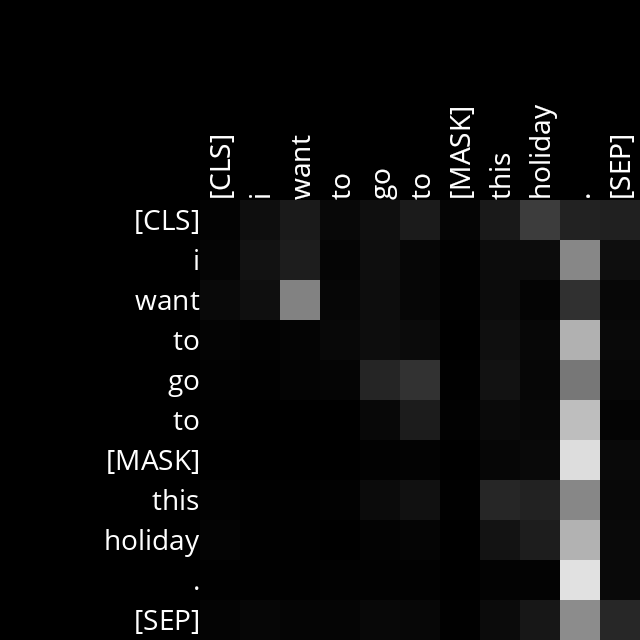 [CLS] i want to go to [MASK] this holiday . [SEP]
[CLS]
i
want
to
go
to
[MASK]
this
holiday
.
[SEP]